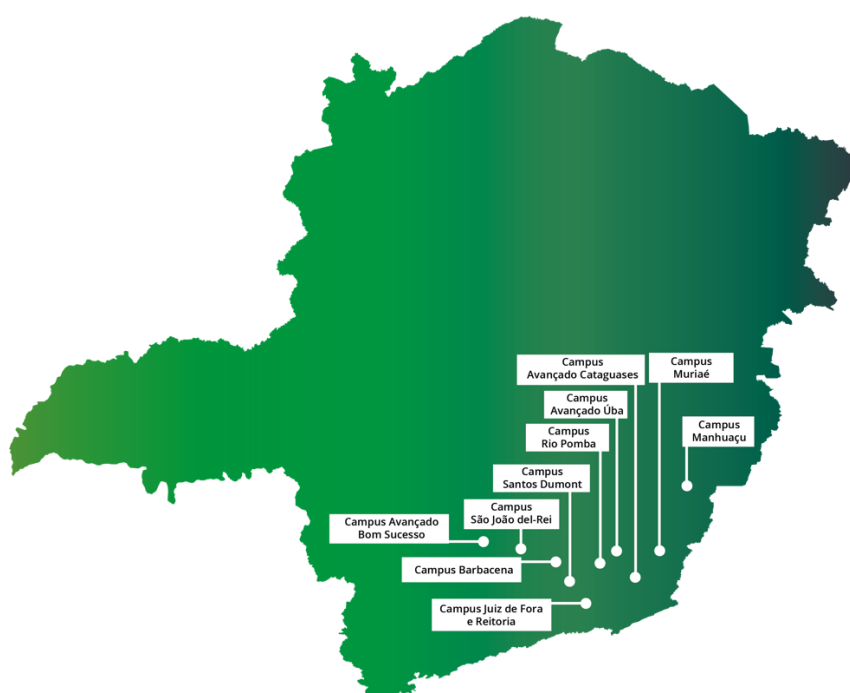 Campus
Avançado Cataguases
Campus
Muriaé
Campus
Avançado Úba
Campus
Rio Pomba
Campus
Manhuaçu
Campus
Santos Dumont
Campus
São João del-Rei
Campus Avançado
Bom Sucesso
Campus Barbacena
Campus Juiz de Fora
e Reitoria